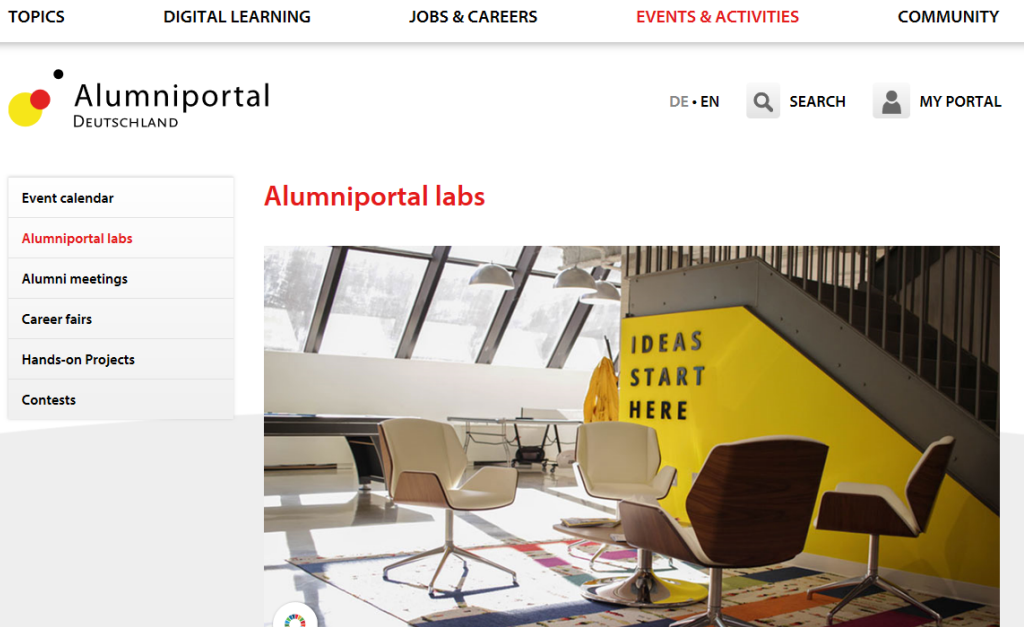 TOPICS DIGITAL LEARNING JOBS & CAREERS EVENTS & ACTIVITIES COMMUNITY
Alumniportal
DEUTSCHLAND
DE • EN SEARCH MY PORTAL
Event calendar
Alumniportal labs
Alumni meetings
Career fairs
Hands-on Projects
Contests
Alumniportal labs
IDEAS
START
HERE